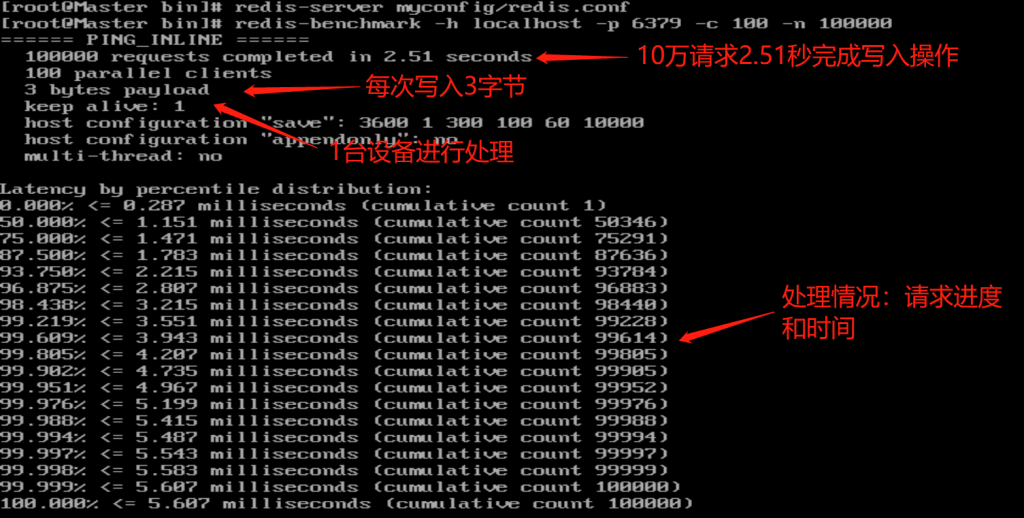 [root@Master bin]# redis-server myconfig/redis.conf
[root@Master bin]# redis-benchmark -h localhost -p 6379 -c 100 -n 100000
====== PING_INLINE ======
100000 requests completed in 2.51 seconds
10万请求2.51秒完成写入操作
100 parallel clients
3 bytes payload
每次写入3字节
keep alive: 1
host configuration "save": 3600 1 300 100 60 10000
host configuration "appendonly": no
multi-thread: no
1台设备进行处理
Latency by percentile distribution:
0.000% <= 0.287 milliseconds (cumulative count 1)
50.000% <= 1.151 milliseconds (cumulative count 50346)
75.000% <= 1.471 milliseconds (cumulative count 75291)
87.500% <= 1.783 milliseconds (cumulative count 87636)
93.750% <= 2.215 milliseconds (cumulative count 93784)
96.875% <= 2.807 milliseconds (cumulative count 96883)
98.438% <= 3.215 milliseconds (cumulative count 98440)
99.219% <= 3.551 milliseconds (cumulative count 99228)
99.609% <= 3.943 milliseconds (cumulative count 99614)
99.805% <= 4.207 milliseconds (cumulative count 99805)
99.902% <= 4.735 milliseconds (cumulative count 99905)
99.951% <= 4.967 milliseconds (cumulative count 99952)
99.976% <= 5.199 milliseconds (cumulative count 99976)
99.988% <= 5.415 milliseconds (cumulative count 99988)
99.994% <= 5.487 milliseconds (cumulative count 99994)
99.997% <= 5.543 milliseconds (cumulative count 99997)
99.998% <= 5.583 milliseconds (cumulative count 99999)
99.999% <= 5.607 milliseconds (cumulative count 100000)
100.000% <= 5.607 milliseconds (cumulative count 100000)
处理情况：请求进度
和时间